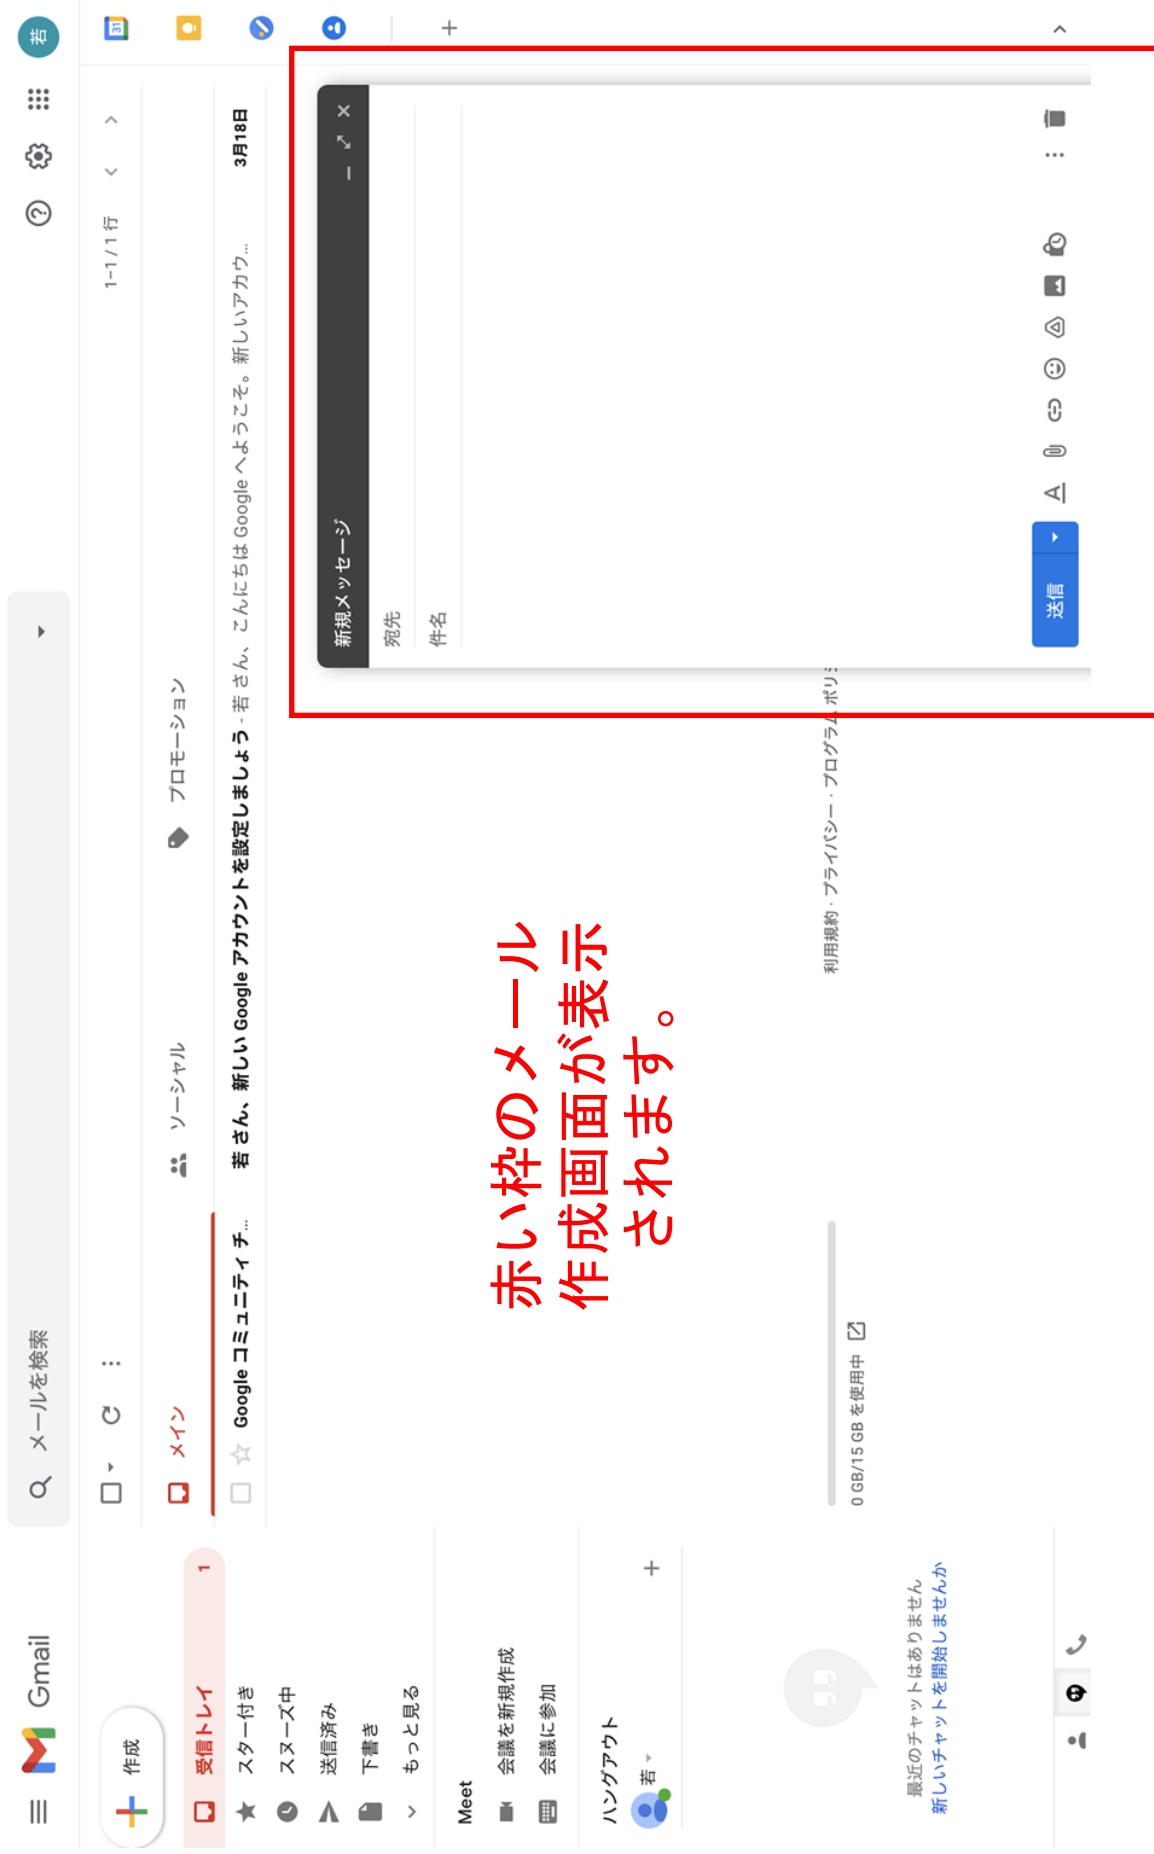 Gmail
メールを検索
若
作成
受信トレイ 1
スター付き
スヌーズ中
送信済み
下書き
もっと見る
Meet
会議を新規作成
会議に参加
ハングアウト
若
最近のチャットはありません
新しいチャットを開始しませんか
1–1 / 1 行
メイン
ソーシャル
プロモーション
Google コミュニティ チ... 若 さん、新しい Google アカウントを設定しましょう - 若 さん、こんにちは Google へようこそ。新しいアカウ... 3月18日
赤い枠のメール
作成画面が表示
されます。
0 GB/15 GB を使用中
利用規約 · プライバシー · プログラム ポリシ
新規メッセージ
宛先
件名
送信
31